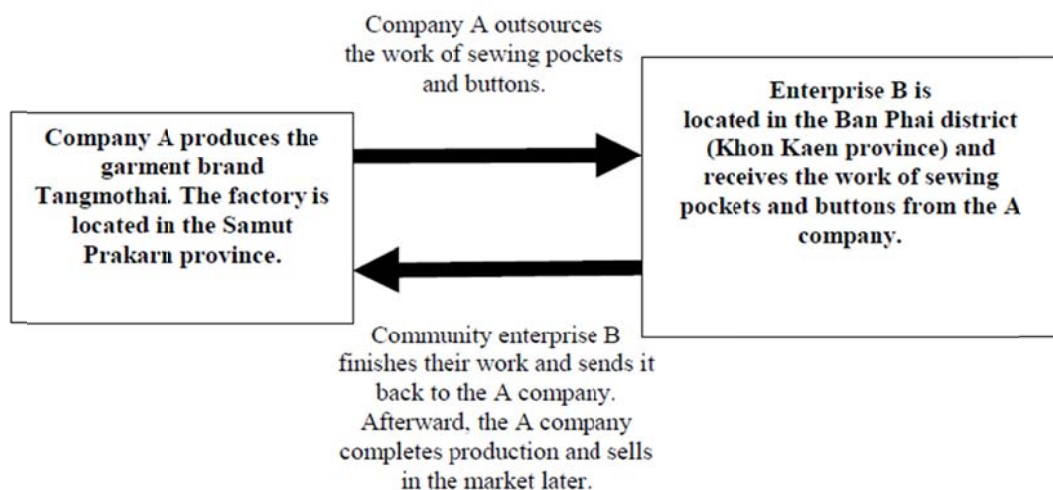 Company A outsources
the work of sewing pockets
and buttons.
Company A produces the
garment brand
Tangmothai. The factory is
located in the Samut
Prakarn province.
Enterprise B is
located in the Ban Phai district
(Khon Kaen province) and
receives the work of sewing
pockets and buttons from the A
company.
Community enterprise B
finishes their work and sends it
back to the A company.
Afterward, the A company
completes production and sells
in the market later.